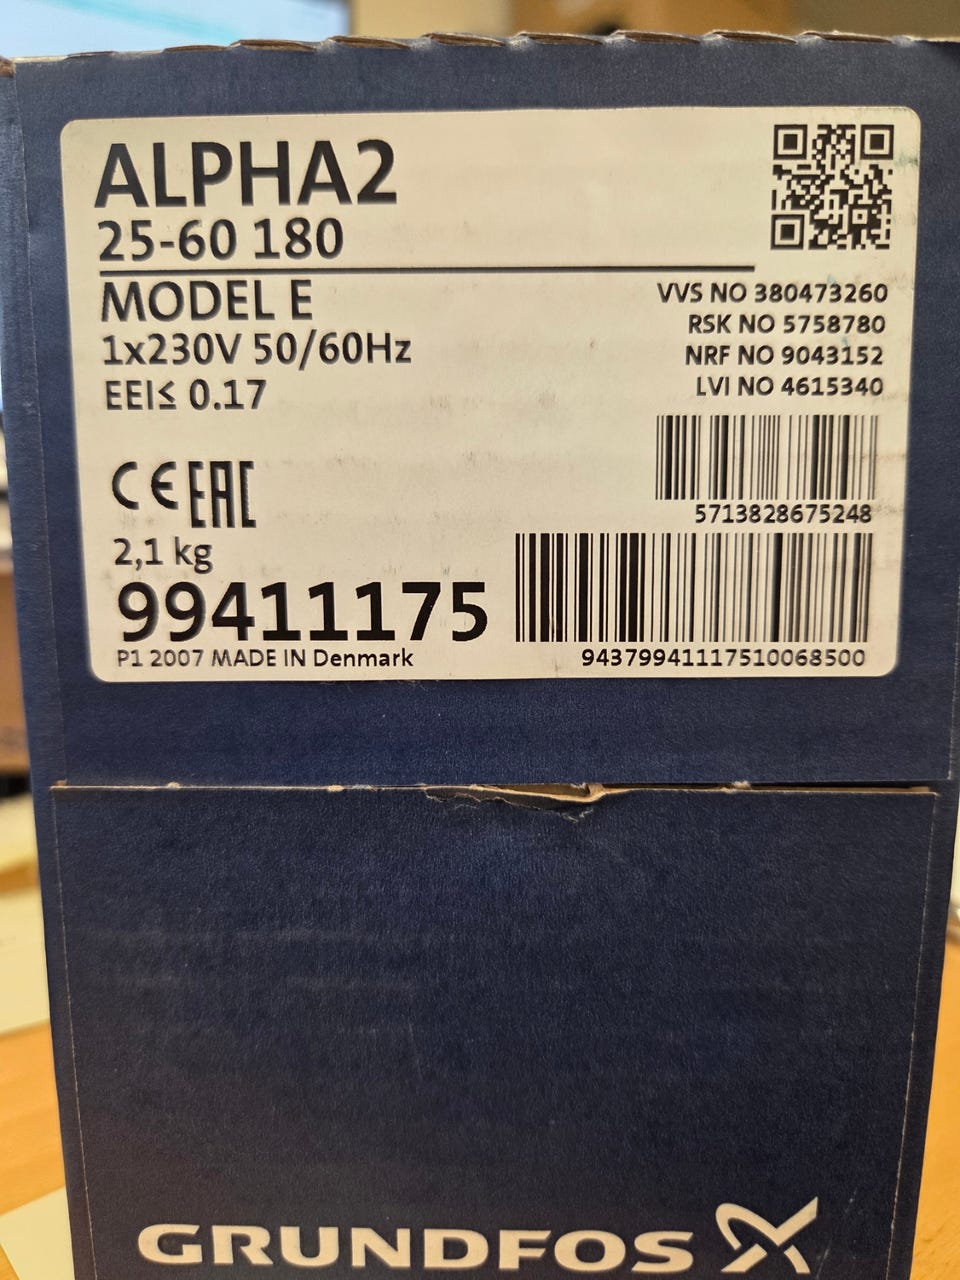 ALPHA2
25-60 180
MODEL E
1x230V 50/60Hz
EEI≤ 0.17
VVS NO 380473260
RSK NO 5758780
NRF NO 9043152
LVI NO 4615340
5713828675248
CE EAC
2,1 kg
99411175
P1 2007 MADE IN Denmark
94379941117510068500
GRUNDFOS